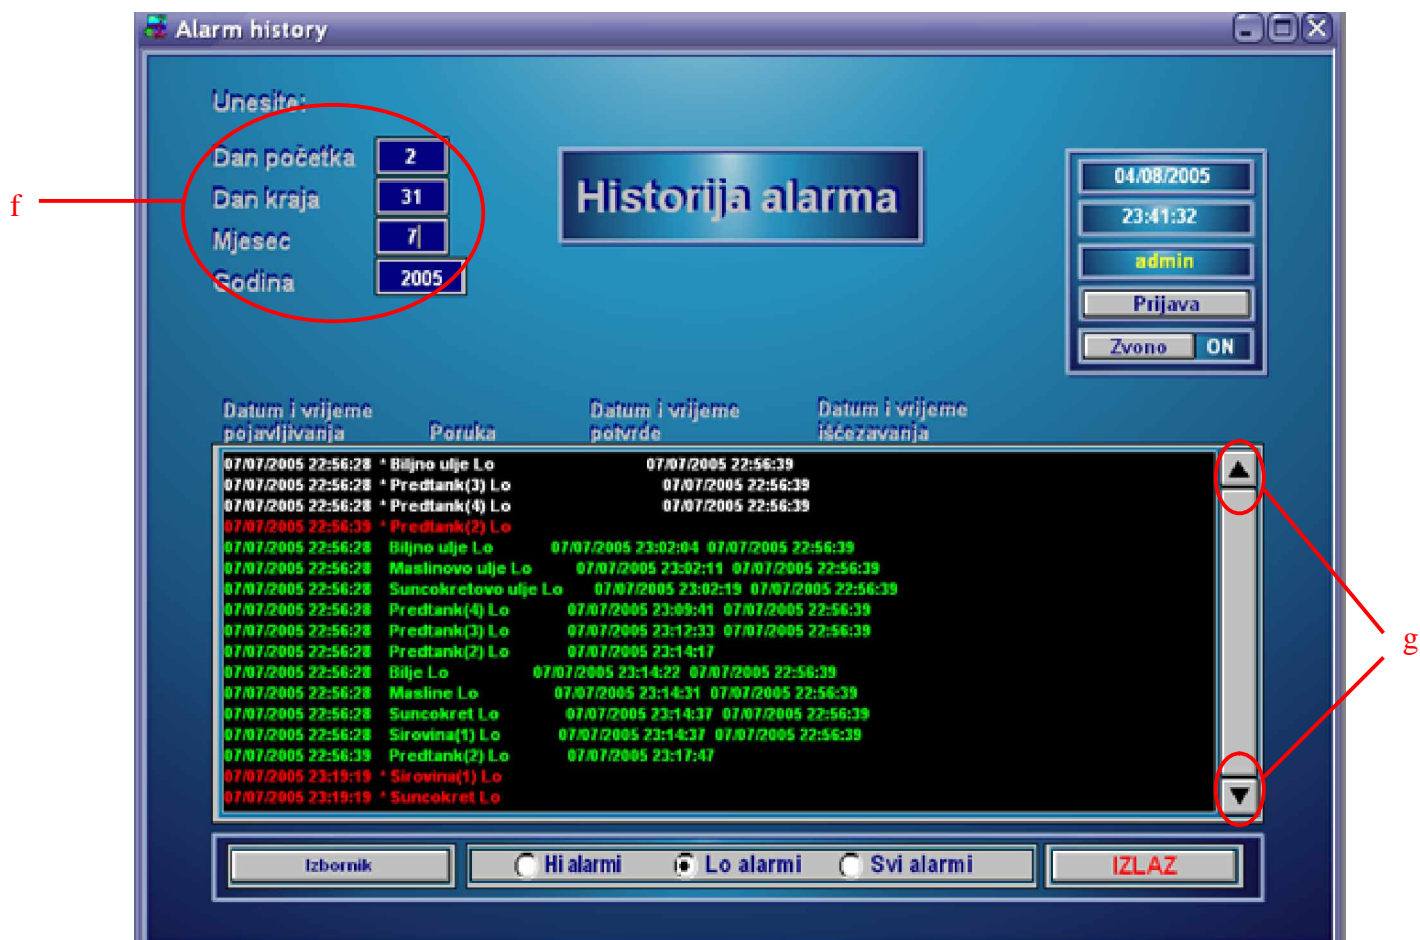 Alarm history
Unesite:
Dan početka 2
Dan kraja 31
Mjesec 7
Godina 2005
f
Historija alarma
04/08/2005
23:41:32
admin
Prijava
Zvono ON
Datum i vrijeme pojavljivanja
Poruka
Datum i vrijeme potvrde
Datum i vrijeme iščezavanja
07/07/2005 22:56:28 * Biljno ulje Lo 07/07/2005 22:56:39
07/07/2005 22:56:28 * Predtank(3) Lo 07/07/2005 22:56:39
07/07/2005 22:56:28 * Predtank(4) Lo 07/07/2005 22:56:39
07/07/2005 22:56:39 * Predtank(2) Lo
07/07/2005 22:56:28 Biljno ulje Lo 07/07/2005 23:02:04 07/07/2005 22:56:39
07/07/2005 22:56:28 Maslinovo ulje Lo 07/07/2005 23:02:11 07/07/2005 22:56:39
07/07/2005 22:56:28 Suncokretovo ulje Lo 07/07/2005 23:02:19 07/07/2005 22:56:39
07/07/2005 22:56:28 Predtank(4) Lo 07/07/2005 23:09:41 07/07/2005 22:56:39
07/07/2005 22:56:28 Predtank(3) Lo 07/07/2005 23:12:33 07/07/2005 22:56:39
07/07/2005 22:56:28 Predtank(2) Lo 07/07/2005 23:14:17
07/07/2005 22:56:28 Bilje Lo 07/07/2005 23:14:22 07/07/2005 22:56:39
07/07/2005 22:56:28 Masline Lo 07/07/2005 23:14:31 07/07/2005 22:56:39
07/07/2005 22:56:28 Suncokret Lo 07/07/2005 23:14:37 07/07/2005 22:56:39
07/07/2005 22:56:28 Sirovina(1) Lo 07/07/2005 23:14:37 07/07/2005 22:56:39
07/07/2005 22:56:39 Predtank(2) Lo 07/07/2005 23:17:47
07/07/2005 23:19:19 * Sirovina(1) Lo
07/07/2005 23:19:19 * Suncokret Lo
g
Izbornik Hi alarmi Lo alarmi Svi alarmi IZLAZ